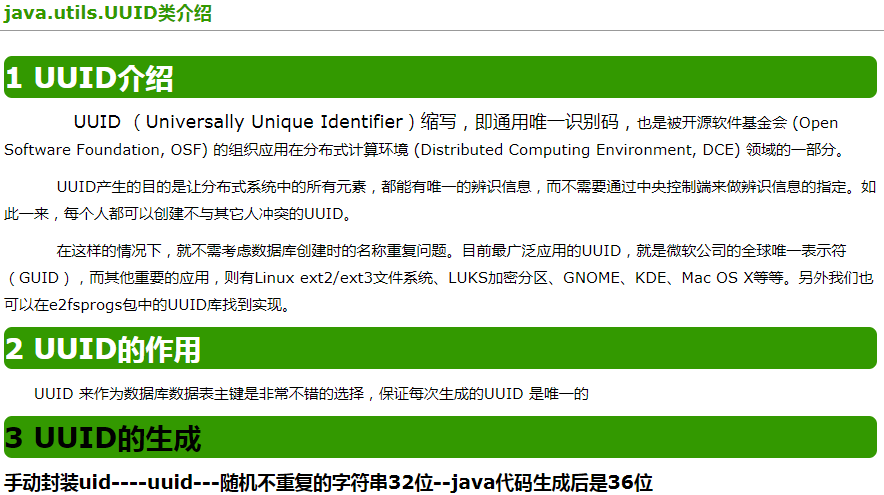 java.utils.UUID类介绍
1 UUID介绍
UUID （Universally Unique Identifier）缩写，即通用唯一识别码，也是被开源软件基金会 (Open
Software Foundation, OSF) 的组织应用在分布式计算环境 (Distributed Computing Environment, DCE) 领域的一部分。
UUID产生的目的是让分布式系统中的所有元素，都能有唯一的辨识信息，而不需要通过中央控制端来做辨识信息的指定。如
此一来，每个人都可以创建不与其它人冲突的UUID。
在这样的情况下，就不需考虑数据库创建时的名称重复问题。目前最广泛应用的UUID，就是微软公司的全球唯一表示符
（GUID），而其他重要的应用，则有Linux ext2/ext3文件系统、LUKS加密分区、GNOME、KDE、Mac OS X等等。另外我们也
可以在e2fsprogs包中的UUID库找到实现。
2 UUID的作用
UUID 来作为数据库数据表主键是非常不错的选择，保证每次生成的UUID 是唯一的
3 UUID的生成
手动封装uid----uuid---随机不重复的字符串32位--java代码生成后是36位